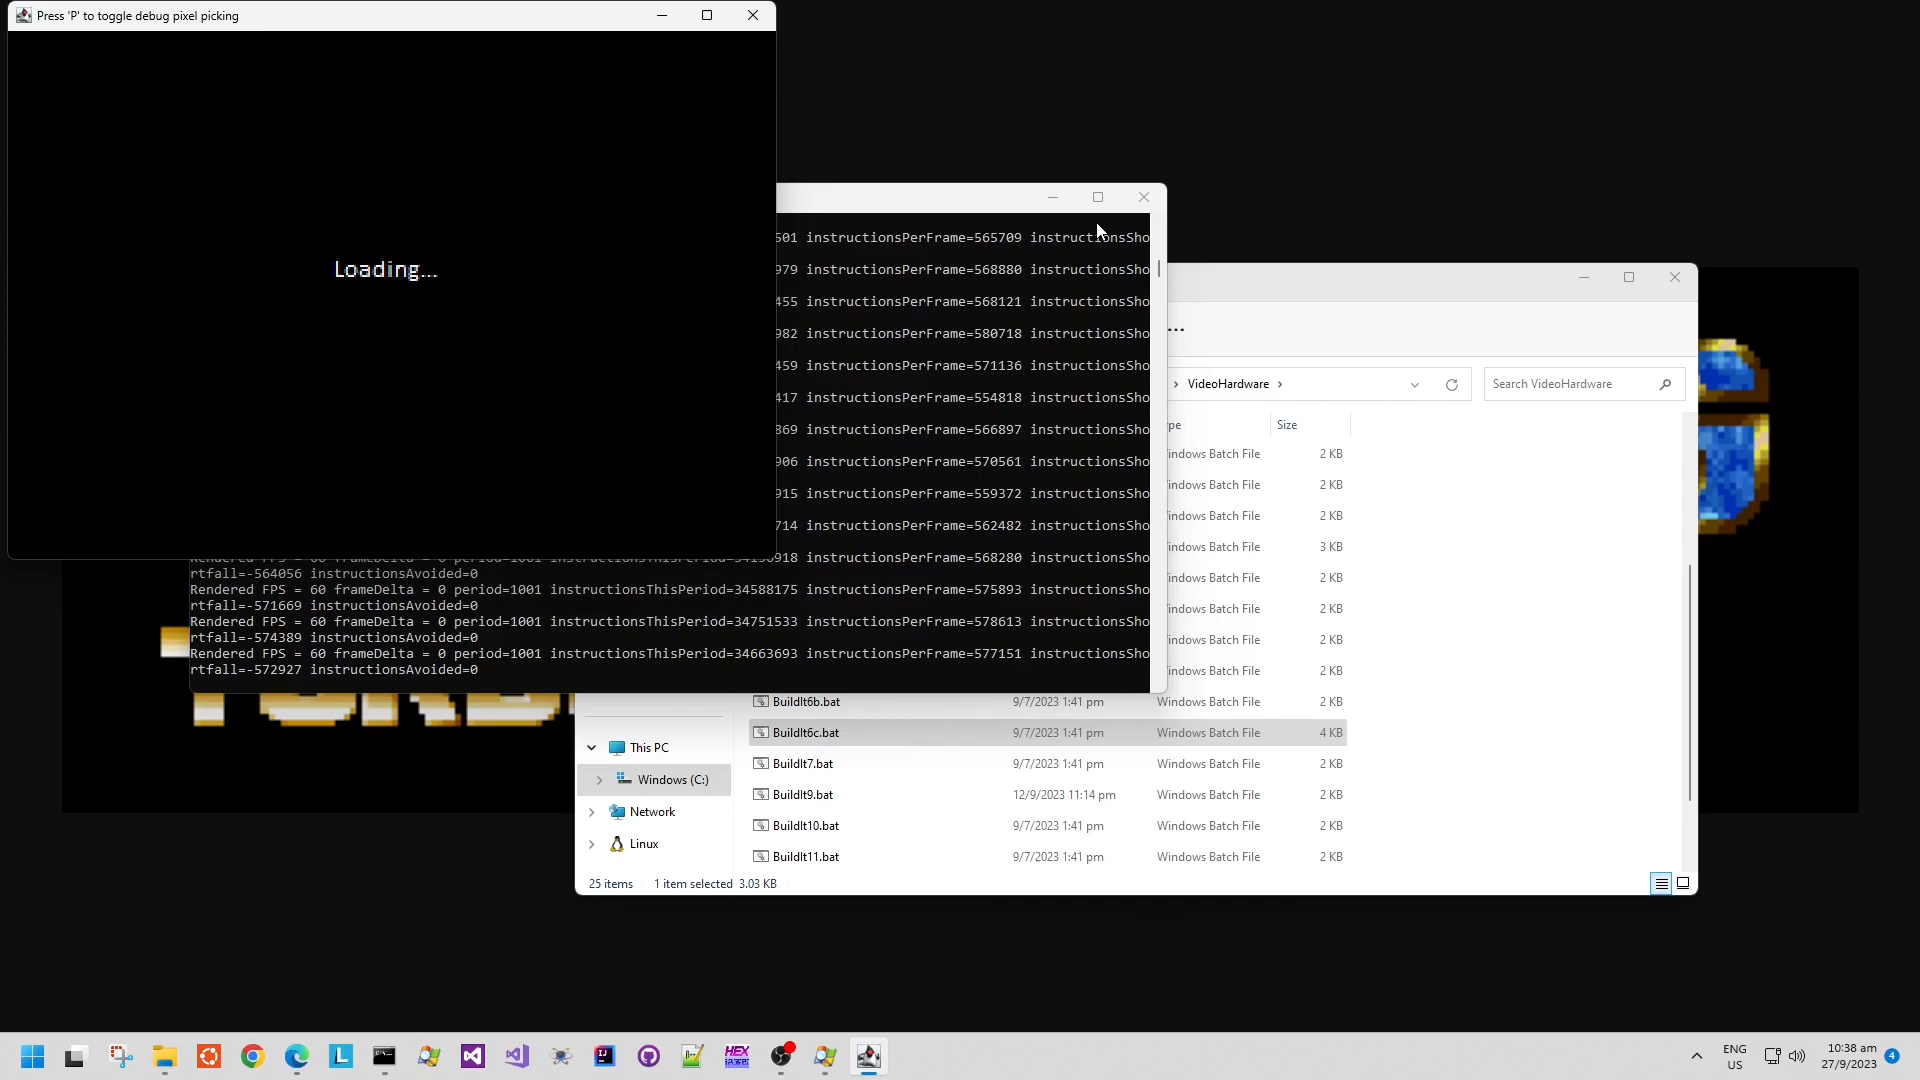 Press 'P' to toggle debug pixel picking
Loading...
501 instructionsPerFrame=565709 instructionsSho
979 instructionsPerFrame=568880 instructionsSho
455 instructionsPerFrame=568121 instructionsSho
982 instructionsPerFrame=580718 instructionsSho
459 instructionsPerFrame=571136 instructionsSho
417 instructionsPerFrame=554818 instructionsSho
869 instructionsPerFrame=566897 instructionsSho
906 instructionsPerFrame=570561 instructionsSho
915 instructionsPerFrame=559372 instructionsSho
714 instructionsPerFrame=562482 instructionsSho
Rendered FPS = 60 frameDelta = 0 period=1001 instructionsThisPeriod=34130918 instructionsPerFrame=568280 instructionsSho
rtfall=-564056 instructionsAvoided=0
Rendered FPS = 60 frameDelta = 0 period=1001 instructionsThisPeriod=34588175 instructionsPerFrame=575893 instructionsSho
rtfall=-571669 instructionsAvoided=0
Rendered FPS = 60 frameDelta = 0 period=1001 instructionsThisPeriod=34751533 instructionsPerFrame=578613 instructionsSho
rtfall=-574389 instructionsAvoided=0
Rendered FPS = 60 frameDelta = 0 period=1001 instructionsThisPeriod=34663693 instructionsPerFrame=577151 instructionsSho
rtfall=-572927 instructionsAvoided=0
VideoHardware
Search VideoHardware
pe Size
indows Batch File 2 KB
indows Batch File 2 KB
indows Batch File 2 KB
indows Batch File 3 KB
indows Batch File 2 KB
indows Batch File 2 KB
indows Batch File 2 KB
indows Batch File 2 KB
BuildIt6b.bat 9/7/2023 1:41 pm Windows Batch File 2 KB
BuildIt6c.bat 9/7/2023 1:41 pm Windows Batch File 4 KB
BuildIt7.bat 9/7/2023 1:41 pm Windows Batch File 2 KB
BuildIt9.bat 12/9/2023 11:14 pm Windows Batch File 2 KB
BuildIt10.bat 9/7/2023 1:41 pm Windows Batch File 2 KB
BuildIt11.bat 9/7/2023 1:41 pm Windows Batch File 2 KB
This PC
Windows (C:)
Network
Linux
25 items 1 item selected 3.03 KB
ENG
US
10:38 am
27/9/2023
4